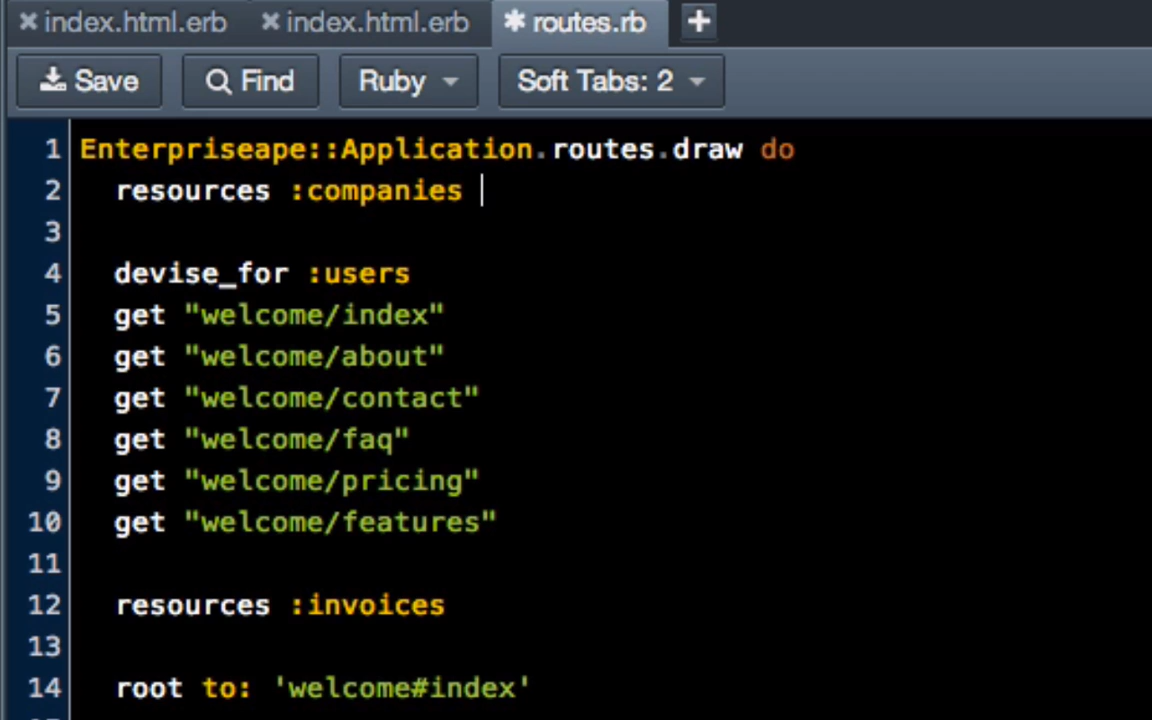 index.html.erb index.html.erb routes.rb
Save Find Ruby Soft Tabs: 2
1 Enterpriseape::Application.routes.draw do
2 resources :companies
3
4 devise_for :users
5 get "welcome/index"
6 get "welcome/about"
7 get "welcome/contact"
8 get "welcome/faq"
9 get "welcome/pricing"
10 get "welcome/features"
11
12 resources :invoices
13
14 root to: 'welcome#index'